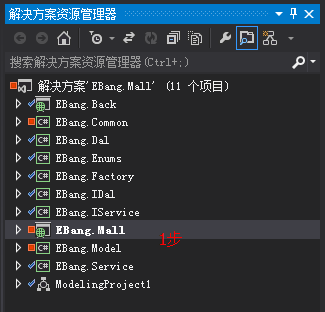 解决方案资源管理器
搜索解决方案资源管理器(Ctrl+;)
解决方案'EBang.Mall' (11 个项目)
EBang.Back
EBang.Common
EBang.Dal
EBang.Enums
EBang.Factory
EBang.IDal
EBang.IService
EBang.Mall
1步
EBang.Model
EBang.Service
ModelingProject1